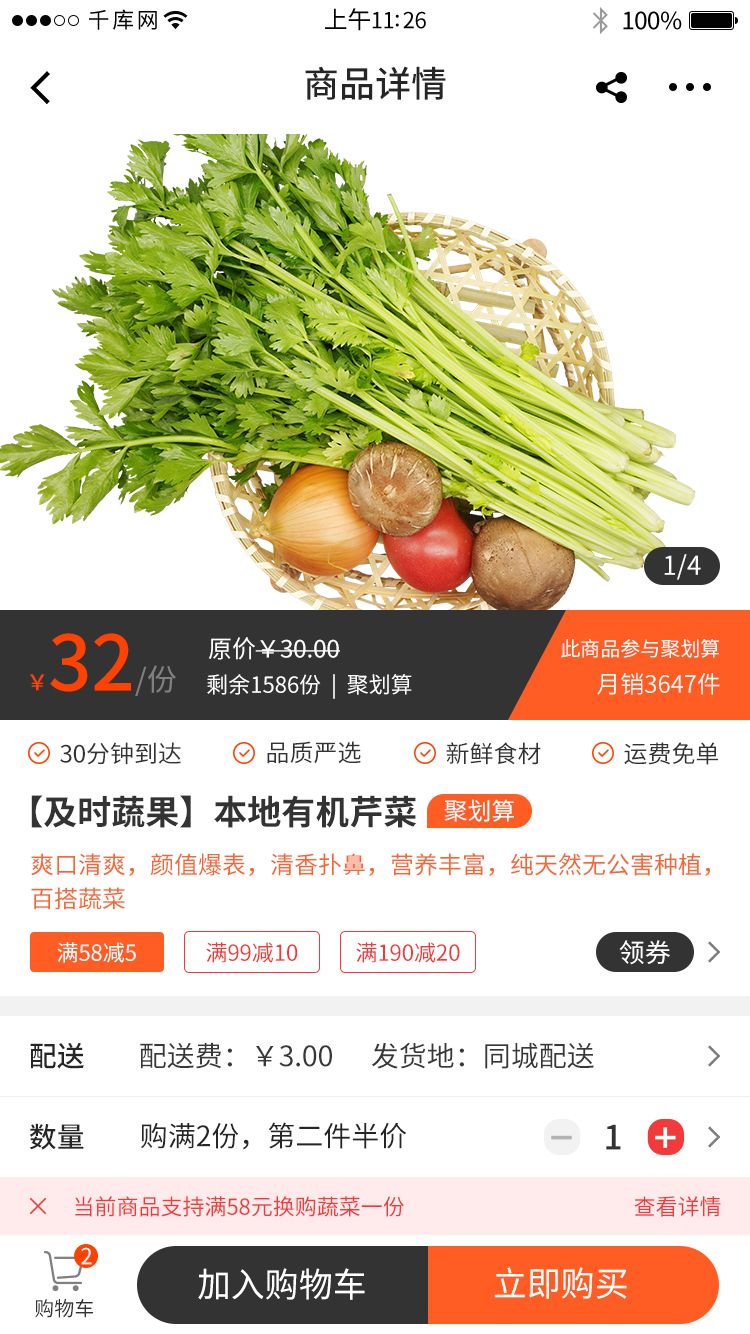 千库网 上午11:26 100%
商品详情
1/4
¥32/份
原价¥30.00
剩余1586份 | 聚划算
此商品参与聚划算
月销3647件
30分钟到达 品质严选 新鲜食材 运费免单
【及时蔬果】本地有机芹菜 聚划算
爽口清爽，颜值爆表，清香扑鼻，营养丰富，纯天然无公害种植，
百搭蔬菜
满58减5 满99减10 满190减20 领券
配送 配送费：¥3.00 发货地：同城配送
数量 购满2份，第二件半价 1
当前商品支持满58元换购蔬菜一份 查看详情
2
购物车 加入购物车 立即购买